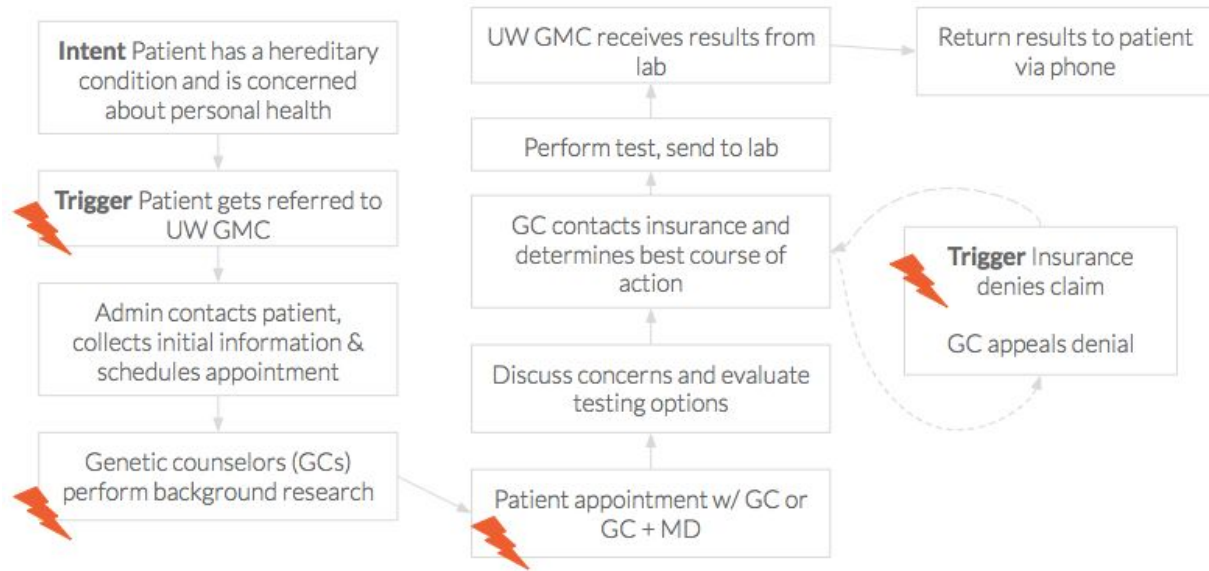 Intent Patient has a hereditary
condition and is concerned
about personal health
Trigger Patient gets referred to
UW GMC
Admin contacts patient,
collects initial information &
schedules appointment
Genetic counselors (GCs)
perform background research
Patient appointment w/ GC or
GC + MD
Discuss concerns and evaluate
testing options
GC contacts insurance and
determines best course of
action
Trigger Insurance
denies claim
GC appeals denial
Perform test, send to lab
UW GMC receives results from
lab
Return results to patient
via phone